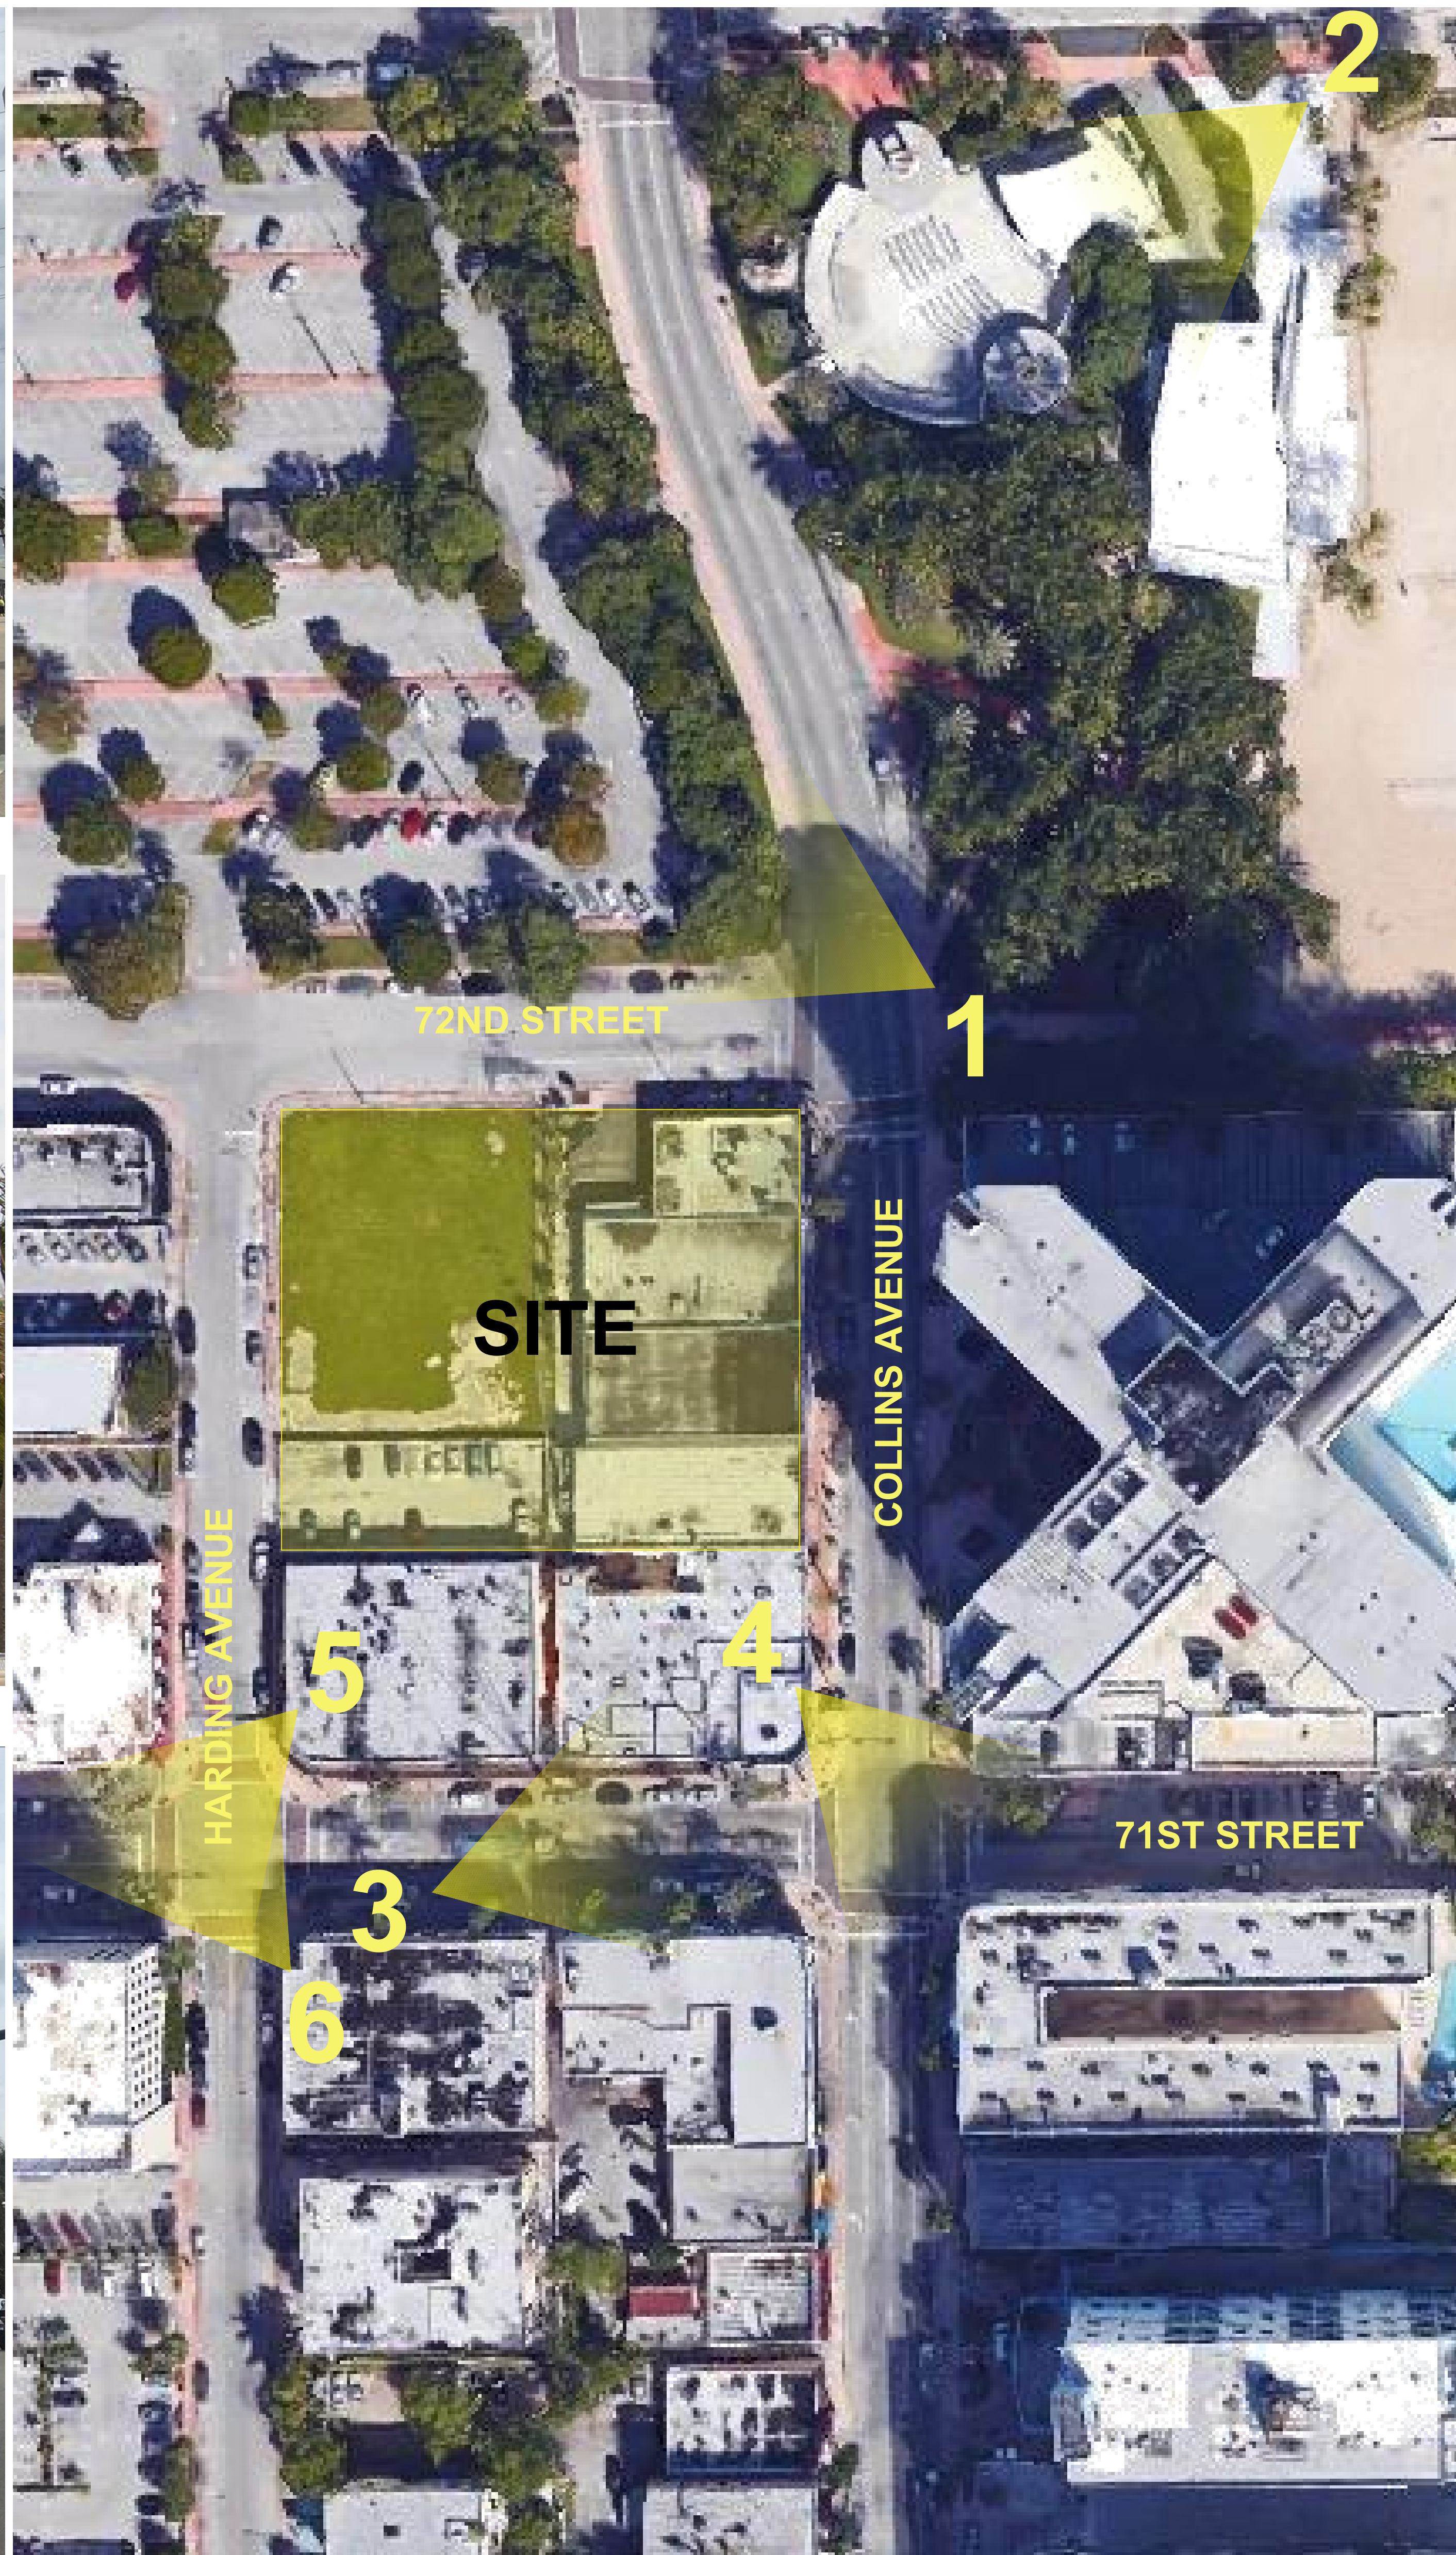 2
72ND STREET
1
SITE
COLLINS AVENUE
HARDING AVENUE
5
4
71ST STREET
3
6